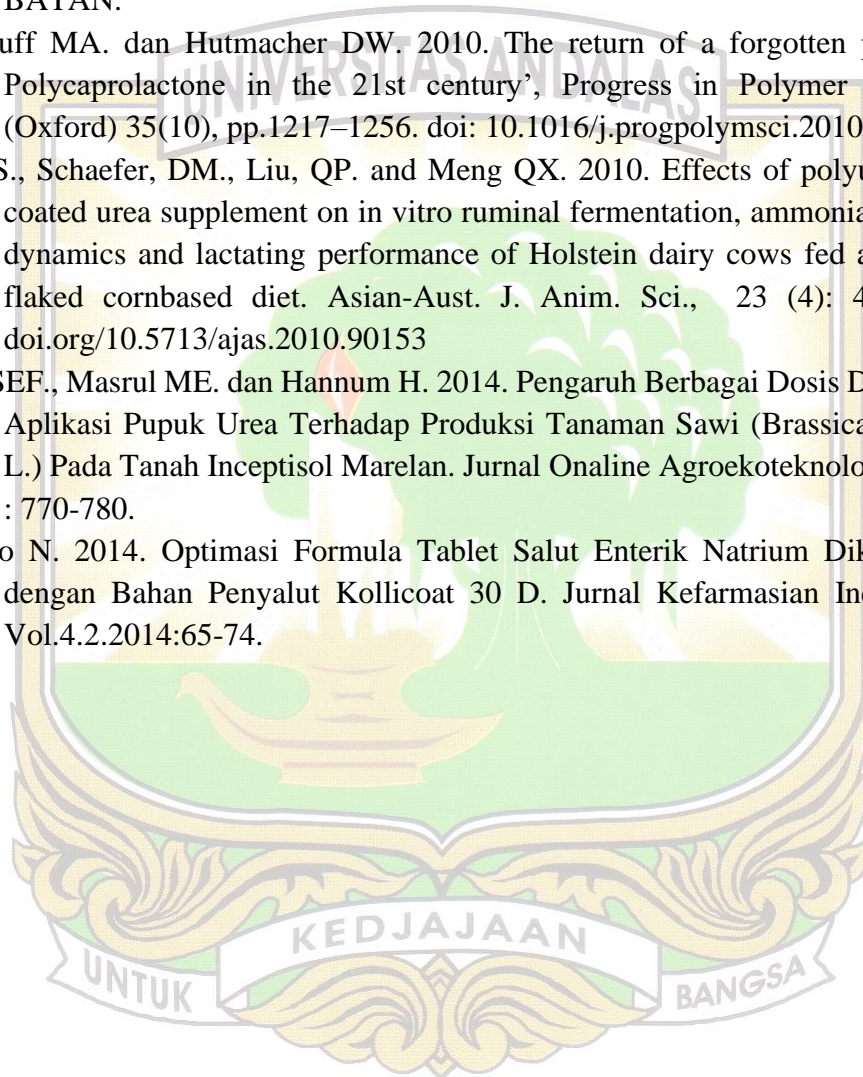 BATAN.
uff MA. dan Hutmacher DW. 2010. The return of a forgotten p
Polycaprolactone in the 21st century’, Progress in Polymer
(Oxford) 35(10), pp.1217–1256. doi: 10.1016/j.progpolymsci.2010
S., Schaefer, DM., Liu, QP. and Meng QX. 2010. Effects of polyu
coated urea supplement on in vitro ruminal fermentation, ammonia
dynamics and lactating performance of Holstein dairy cows fed a
flaked cornbased diet. Asian-Aust. J. Anim. Sci., 23 (4): 4
doi.org/10.5713/ajas.2010.90153
SEF., Masrul ME. dan Hannum H. 2014. Pengaruh Berbagai Dosis D
Aplikasi Pupuk Urea Terhadap Produksi Tanaman Sawi (Brassica
L.) Pada Tanah Inceptisol Marelan. Jurnal Onaline Agroekoteknolo
: 770-780.
o N. 2014. Optimasi Formula Tablet Salut Enterik Natrium Dik
dengan Bahan Penyalut Kollicoat 30 D. Jurnal Kefarmasian In
Vol.4.2.2014:65-74.
UNIVERSITAS ANDALAS
KEDJAJAAN
UNTUK BANGSA